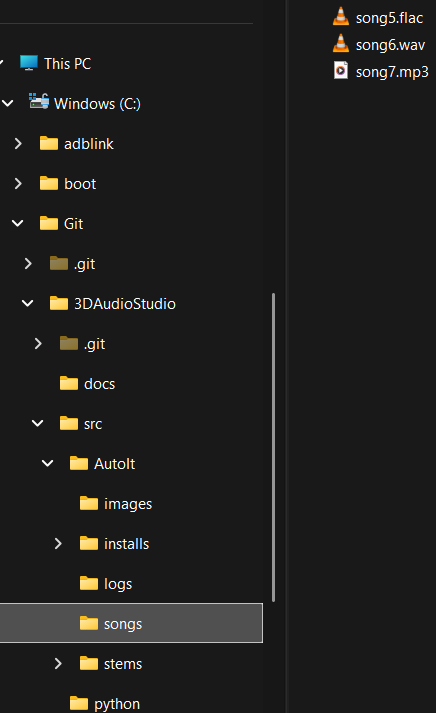 This PC
Windows (C:)
adblink
boot
Git
.git
3DAudioStudio
.git
docs
src
AutoIt
images
installs
logs
songs
stems
python
song5.flac
song6.wav
song7.mp3